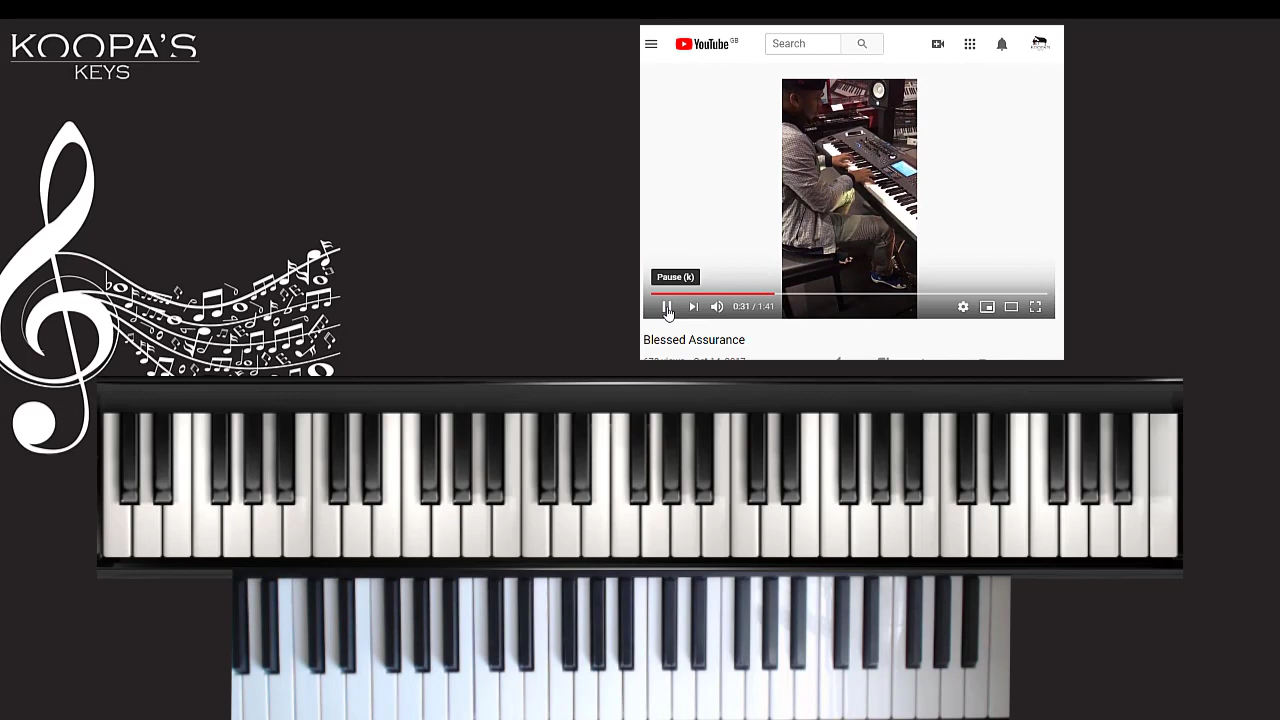 KOOPA'S
KEYS
YouTube GB
Search
Pause (k)
0:31 / 1:41
Blessed Assurance